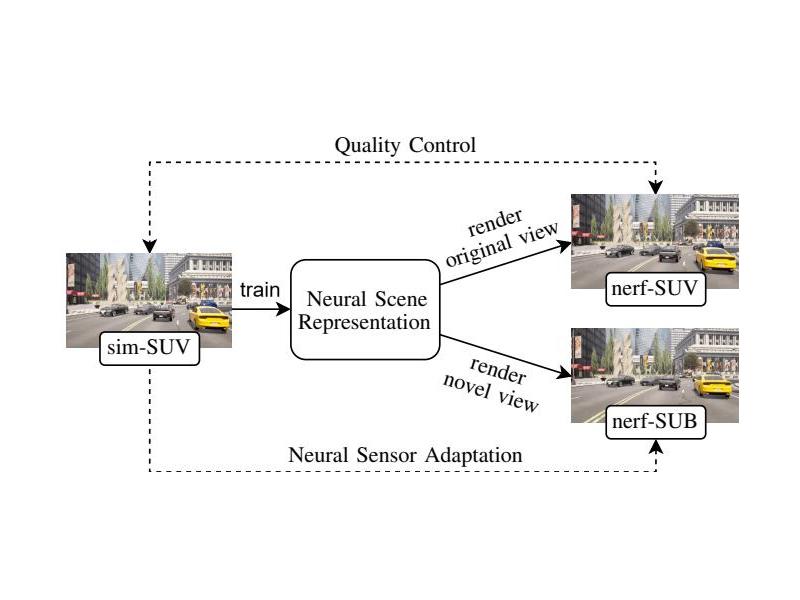 Quality Control
render
original view
nerf-SUV
train
Neural Scene
Representation
sim-SUV
render
novel view
nerf-SUB
Neural Sensor Adaptation